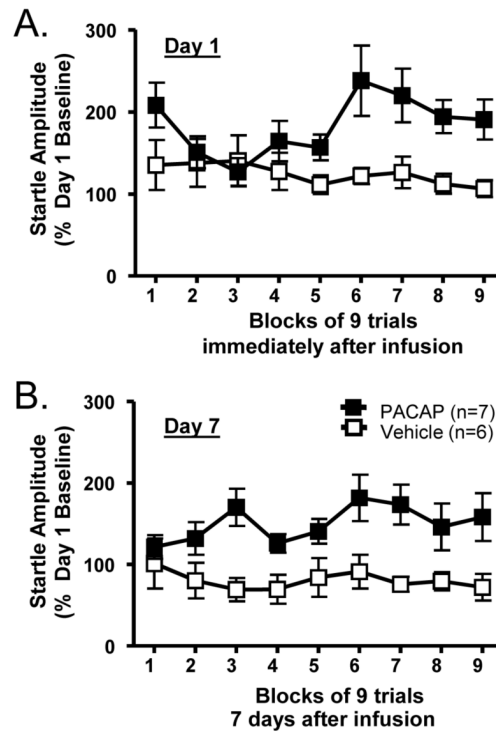 A.
Day 1
Startle Amplitude
(% Day 1 Baseline)
300
200
100
0
1 2 3 4 5 6 7 8 9
Blocks of 9 trials
immediately after infusion
B.
Day 7
PACAP (n=7)
Vehicle (n=6)
Startle Amplitude
(% Day 1 Baseline)
300
200
100
0
1 2 3 4 5 6 7 8 9
Blocks of 9 trials
7 days after infusion